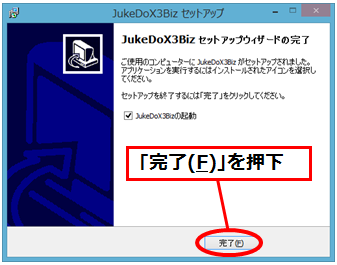 JukeDoX3Biz セットアップ
JukeDoX3Biz セットアップウィザードの完了
ご使用のコンピューターに JukeDoX3Biz がセットアップされました。
アプリケーションを実行するにはインストールされたアイコンを選択し
てください。
セットアップを終了するには「完了」をクリックしてください。
JukeDoX3Bizの起動
「完了(F)」を押下
完了(F)